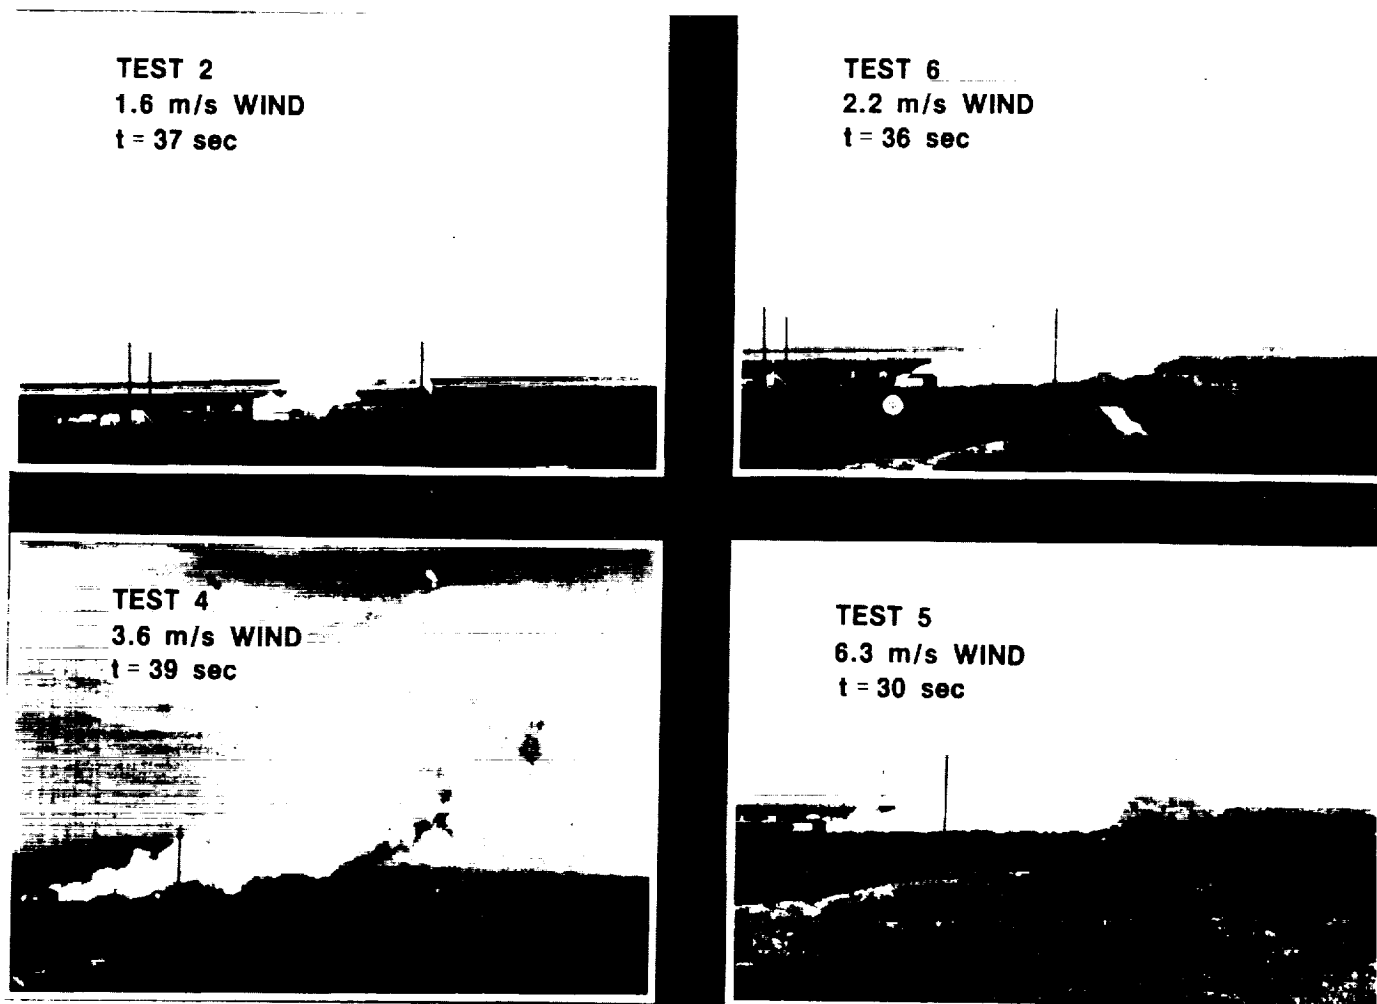 TEST 2
1.6 m/s WIND
t = 37 sec
TEST 6
2.2 m/s WIND
t = 36 sec
TEST 4
3.6 m/s WIND
t = 39 sec
TEST 5
6.3 m/s WIND
t = 30 sec